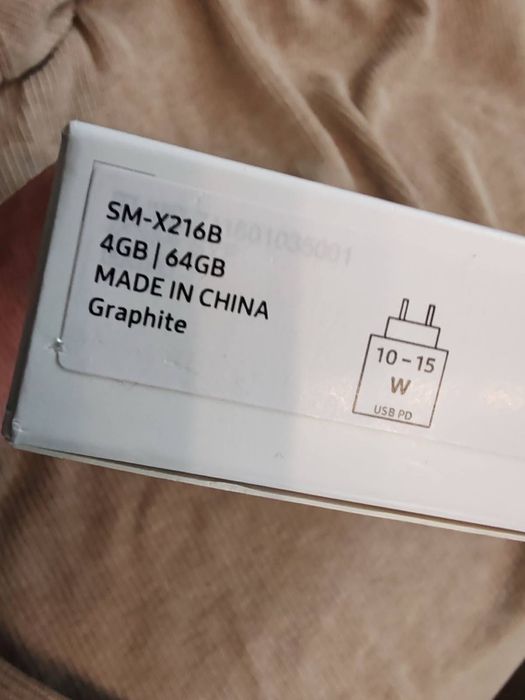 SM-X216B
4GB | 64GB
MADE IN CHINA
Graphite
10 – 15
W
USB PD